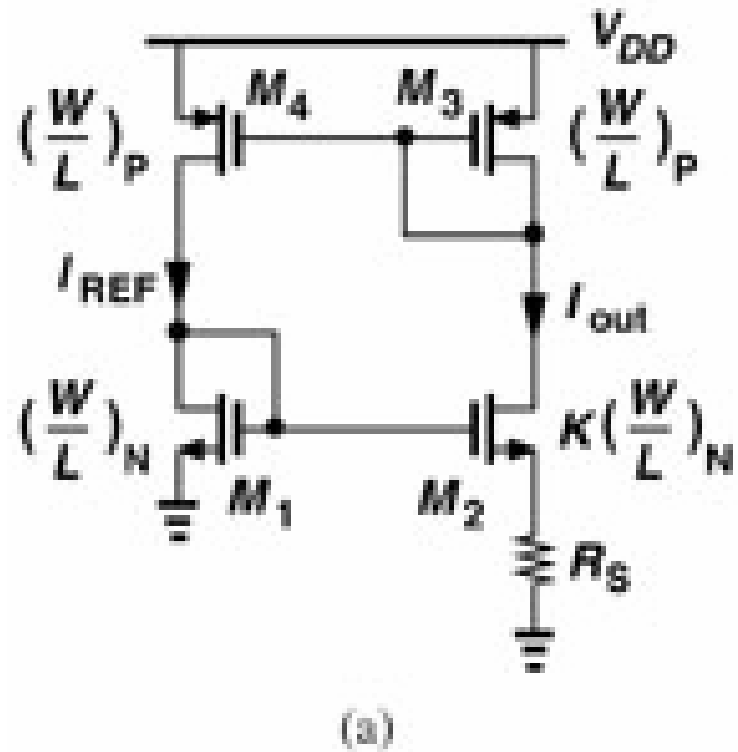 V_DD
M_4
M_3
(W/L)_P
(W/L)_P
I_REF
I_out
(W/L)_N
K(W/L)_N
M_1
M_2
R_S
(a)